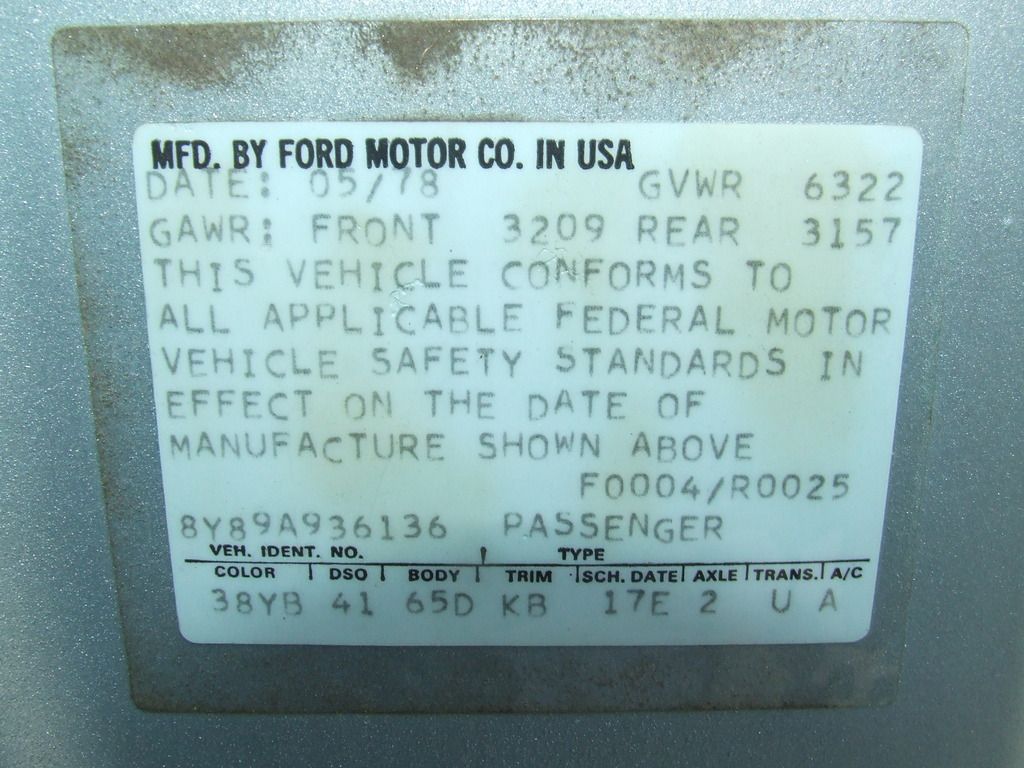 MFD. BY FORD MOTOR CO. IN USA
DATE: 05/78 GVWR 6322
GAWR: FRONT 3209 REAR 3157
THIS VEHICLE CONFORMS TO
ALL APPLICABLE FEDERAL MOTOR
VEHICLE SAFETY STANDARDS IN
EFFECT ON THE DATE OF
MANUFACTURE SHOWN ABOVE
F0004/R0025
8Y89A936136 PASSENGER
VEH. IDENT. NO. TYPE
COLOR DSO BODY TRIM SCH. DATE AXLE TRANS. A/C
38YB 41 65D KB 17E 2 U A